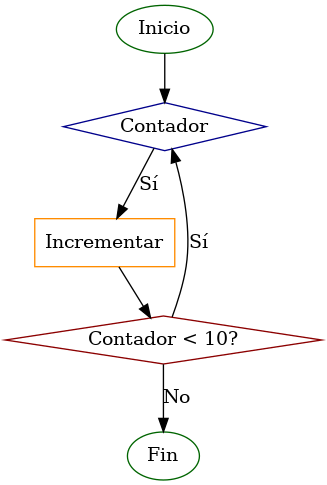 Inicio
Contador
Sí
Incrementar
Sí
Contador < 10?
No
Fin